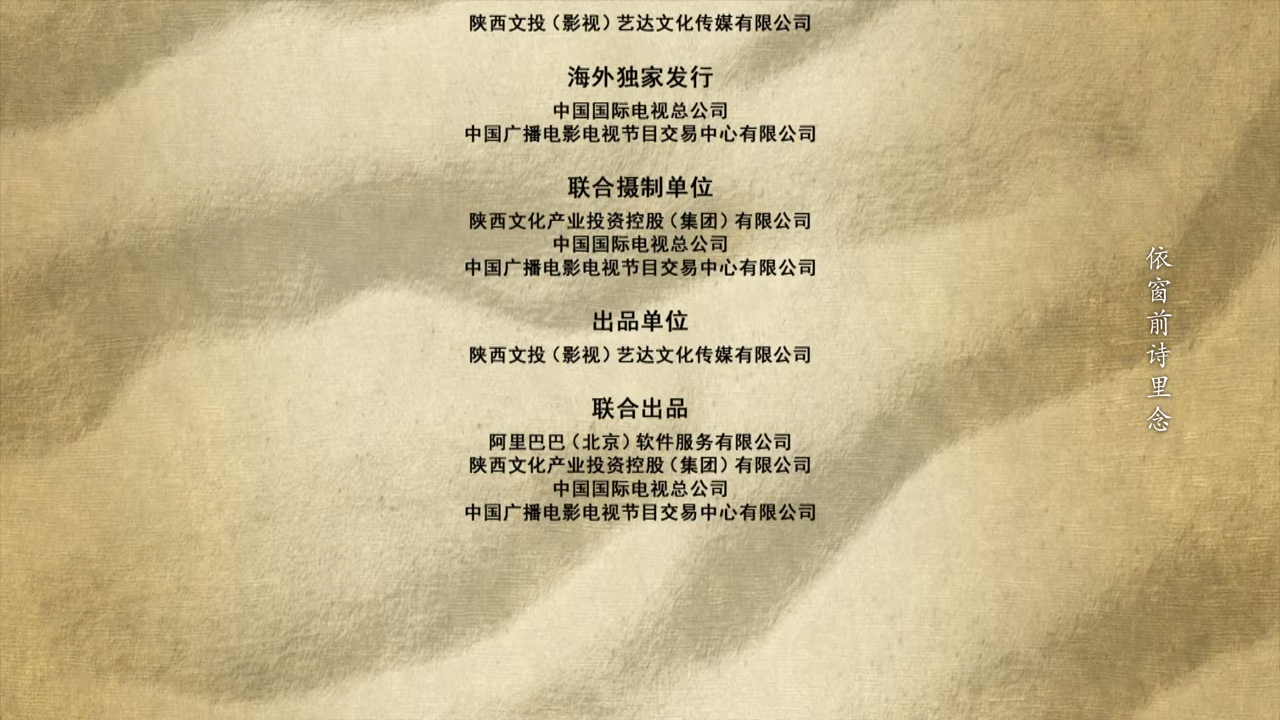 陕西文投（影视）艺达文化传媒有限公司
海外独家发行
中国国际电视总公司
中国广播电影电视节目交易中心有限公司
联合摄制单位
陕西文化产业投资控股（集团）有限公司
中国国际电视总公司
中国广播电影电视节目交易中心有限公司
出品单位
陕西文投（影视）艺达文化传媒有限公司
联合出品
阿里巴巴（北京）软件服务有限公司
陕西文化产业投资控股（集团）有限公司
中国国际电视总公司
中国广播电影电视节目交易中心有限公司
依窗前诗里念